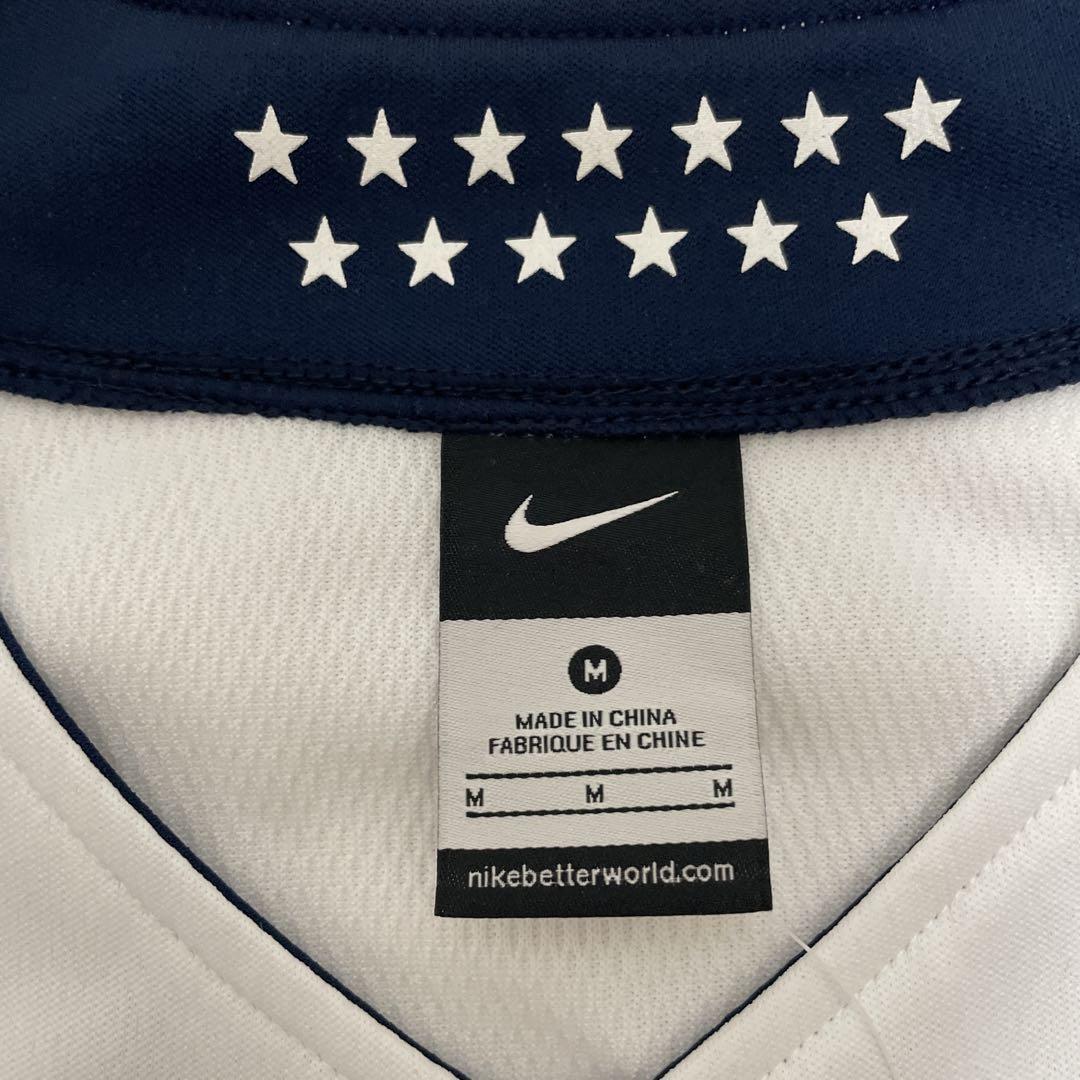 M
MADE IN CHINA
FABRIQUE EN CHINE
M M M
nikebetterworld.com